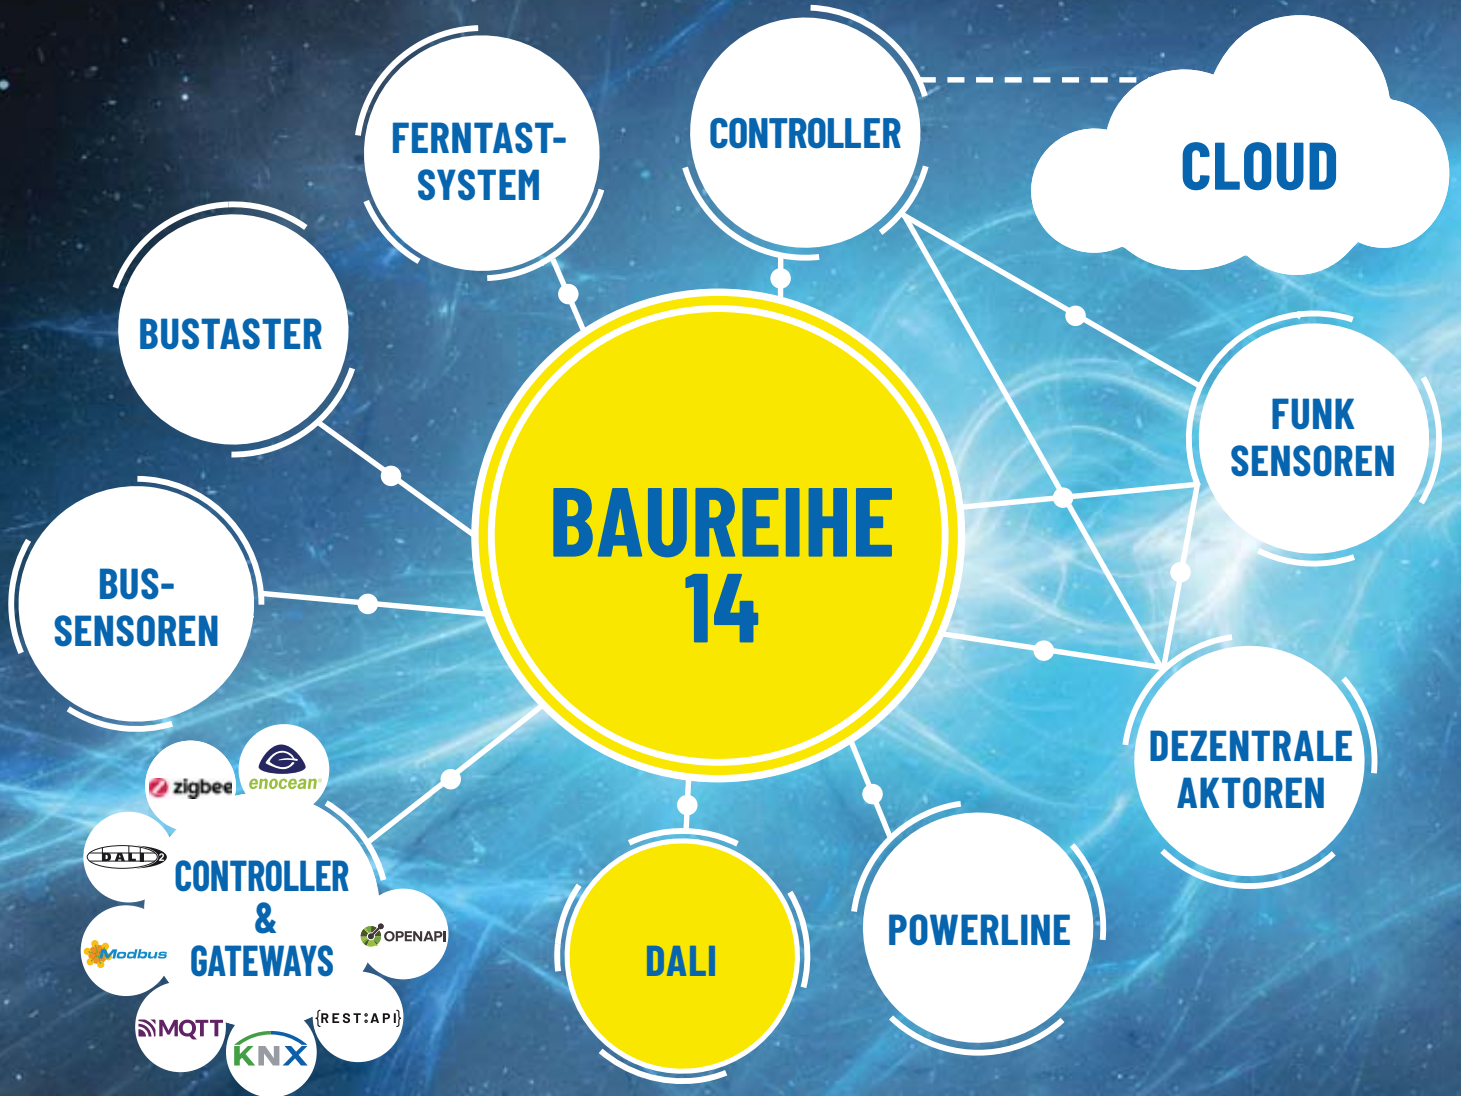 FERNTAST-
SYSTEM
CONTROLLER
CLOUD
BUSTASTER
FUNK
SENSOREN
BAUREIHE
14
BUS-
SENSOREN
DEZENTRALE
AKTOREN
zigbee
enocean®
DALI 2
CONTROLLER
&
GATEWAYS
OPENAPI
Modbus
MQTT
{REST:API}
KNX
DALI
POWERLINE